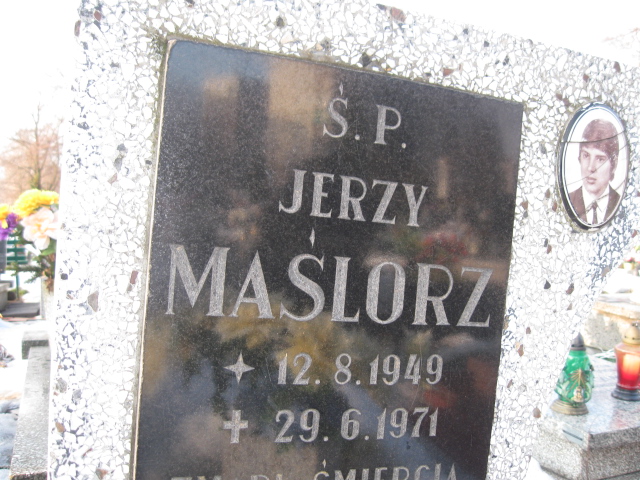 Ś. P.
JERZY
MAŚLORZ
12. 8. 1949
29. 6. 1971
ŚMIERCIĄ